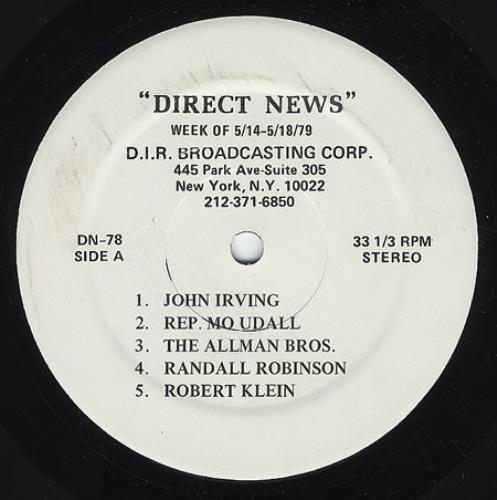 "DIRECT NEWS"
WEEK OF 5/14-5/18/79
D.I.R. BROADCASTING CORP.
445 Park Ave-Suite 305
New York, N.Y. 10022
212-371-6850
DN-78
SIDE A
33 1/3 RPM
STEREO
1. JOHN IRVING
2. REP. MO UDALL
3. THE ALLMAN BROS.
4. RANDALL ROBINSON
5. ROBERT KLEIN